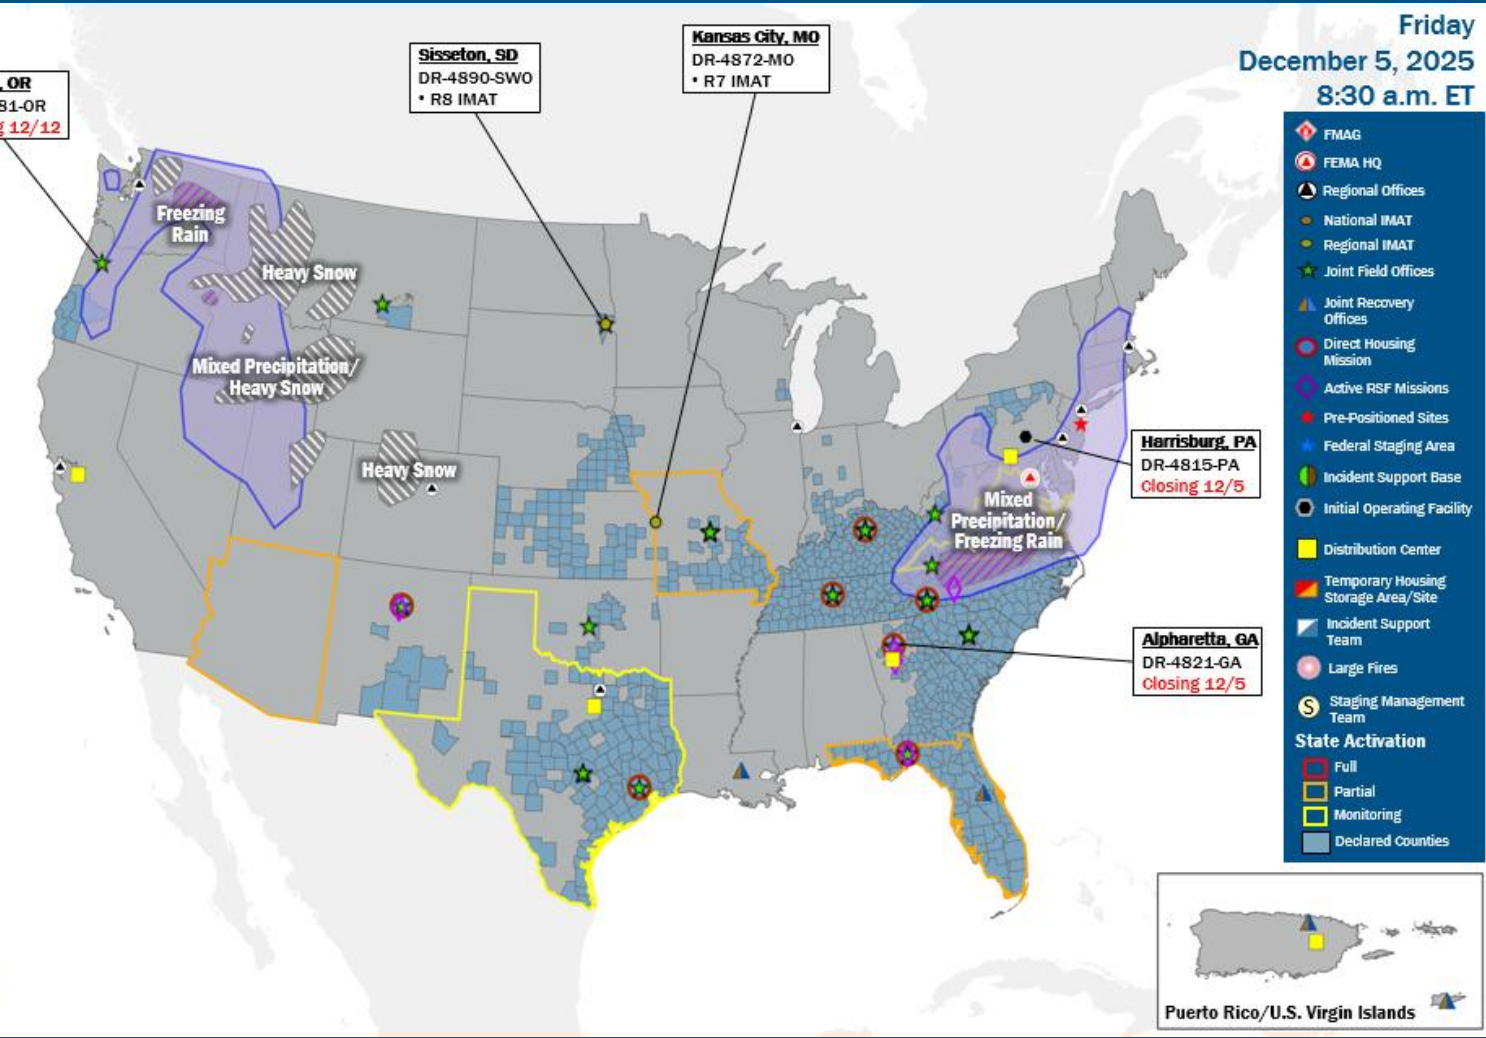 Friday
December 5, 2025
8:30 a.m. ET
, OR
81-OR
g 12/12
Sisseton, SD
DR-4890-SWO
• R8 IMAT
Kansas City, MO
DR-4872-MO
• R7 IMAT
Freezing
Rain
Heavy Snow
Mixed Precipitation/
Heavy Snow
Heavy Snow
Harrisburg, PA
DR-4815-PA
Closing 12/5
Mixed
Precipitation/
Freezing Rain
Alpharetta, GA
DR-4821-GA
Closing 12/5
FMAG
FEMA HQ
Regional Offices
National IMAT
Regional IMAT
Joint Field Offices
Joint Recovery
Offices
Direct Housing
Mission
Active RSF Missions
Pre-Positioned Sites
Federal Staging Area
Incident Support Base
Initial Operating Facility
Distribution Center
Temporary Housing
Storage Area/Site
Incident Support
Team
Large Fires
S
Staging Management
Team
State Activation
Full
Partial
Monitoring
Declared Counties
Puerto Rico/U.S. Virgin Islands